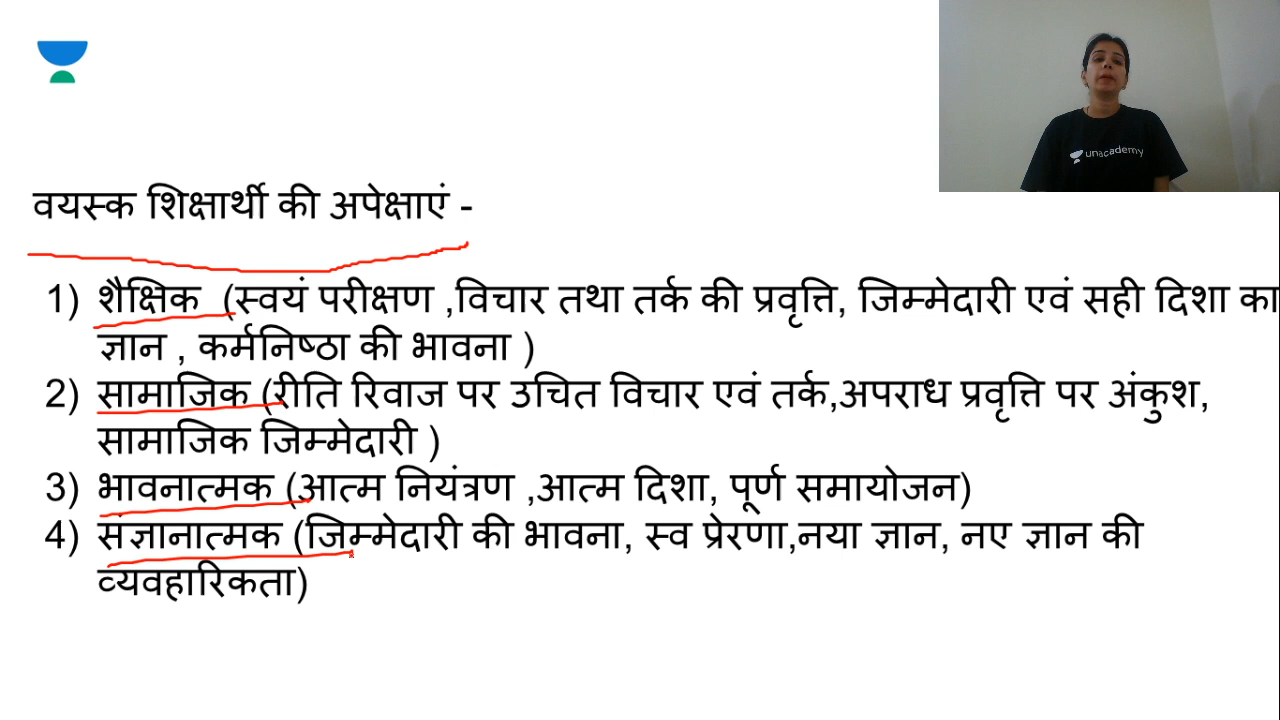 unacademy
वयस्क शिक्षार्थी की अपेक्षाएं -
1) शैक्षिक (स्वयं परीक्षण ,विचार तथा तर्क की प्रवृत्ति, जिम्मेदारी एवं सही दिशा का
ज्ञान , कर्मनिष्ठा की भावना )
2) सामाजिक (रीति रिवाज पर उचित विचार एवं तर्क,अपराध प्रवृत्ति पर अंकुश,
सामाजिक जिम्मेदारी )
3) भावनात्मक (आत्म नियंत्रण ,आत्म दिशा, पूर्ण समायोजन)
4) संज्ञानात्मक (जिम्मेदारी की भावना, स्व प्रेरणा,नया ज्ञान, नए ज्ञान की
व्यवहारिकता)